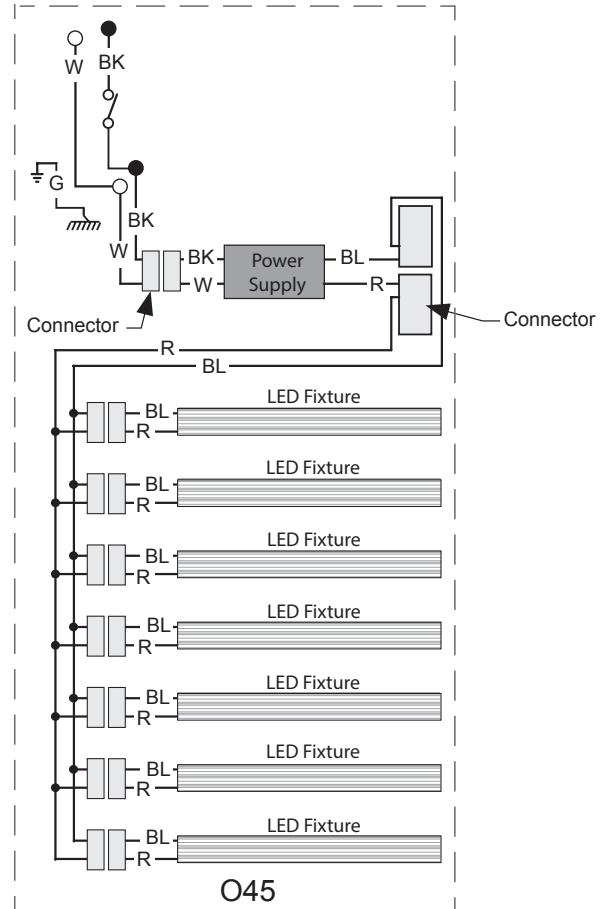 W BK
G
BK
W
BK Power Supply BL
W R
Connector
Connector
R
BL
LED Fixture
BL
R
LED Fixture
BL
R
LED Fixture
BL
R
LED Fixture
BL
R
LED Fixture
BL
R
LED Fixture
BL
R
LED Fixture
BL
R
O45